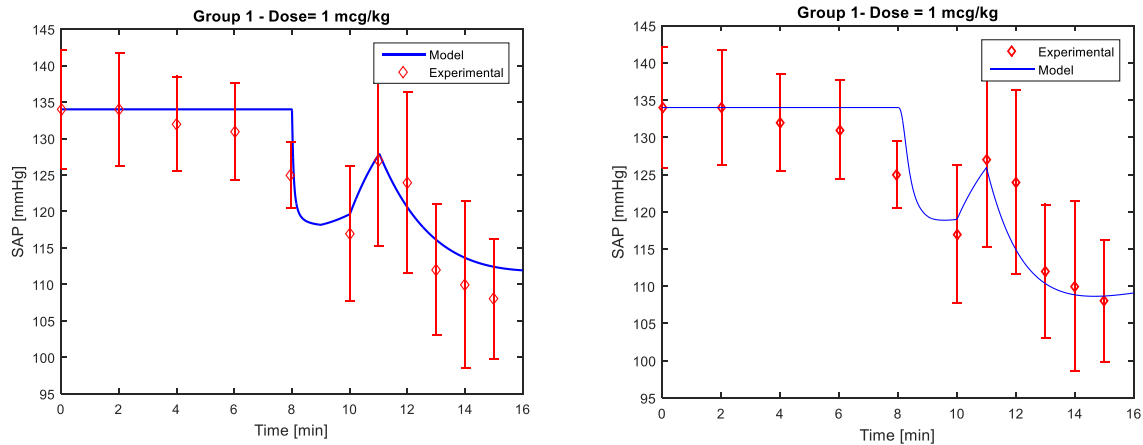 Group 1 - Dose= 1 mcg/kg
145
140
135
130
125
120
115
110
105
100
95
SAP [mmHg]
Model
Experimental
0 2 4 6 8 10 12 14 16
Time [min]
Group 1- Dose = 1 mcg/kg
145
140
135
130
125
120
115
110
105
100
95
SAP [mmHg]
Experimental
Model
0 2 4 6 8 10 12 14 16
Time [min]